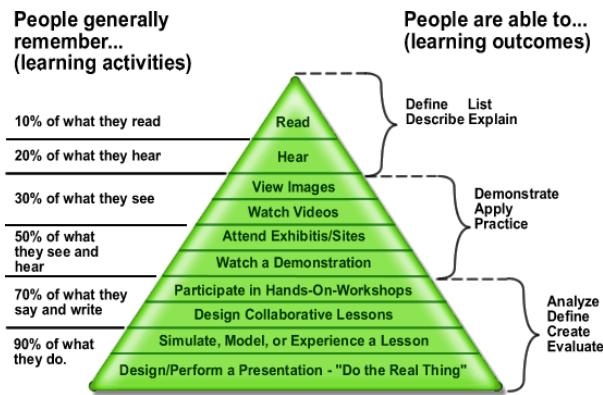 People generally
remember...
(learning activities)
People are able to...
(learning outcomes)
10% of what they read
20% of what they hear
30% of what they see
50% of what
they see and
hear
70% of what they
say and write
90% of what
they do.
Read
Hear
View Images
Watch Videos
Attend Exhibitis/Sites
Watch a Demonstration
Participate in Hands-On-Workshops
Design Collaborative Lessons
Simulate, Model, or Experience a Lesson
Design/Perform a Presentation - "Do the Real Thing"
Define List
Describe Explain
Demonstrate
Apply
Practice
Analyze
Define
Create
Evaluate